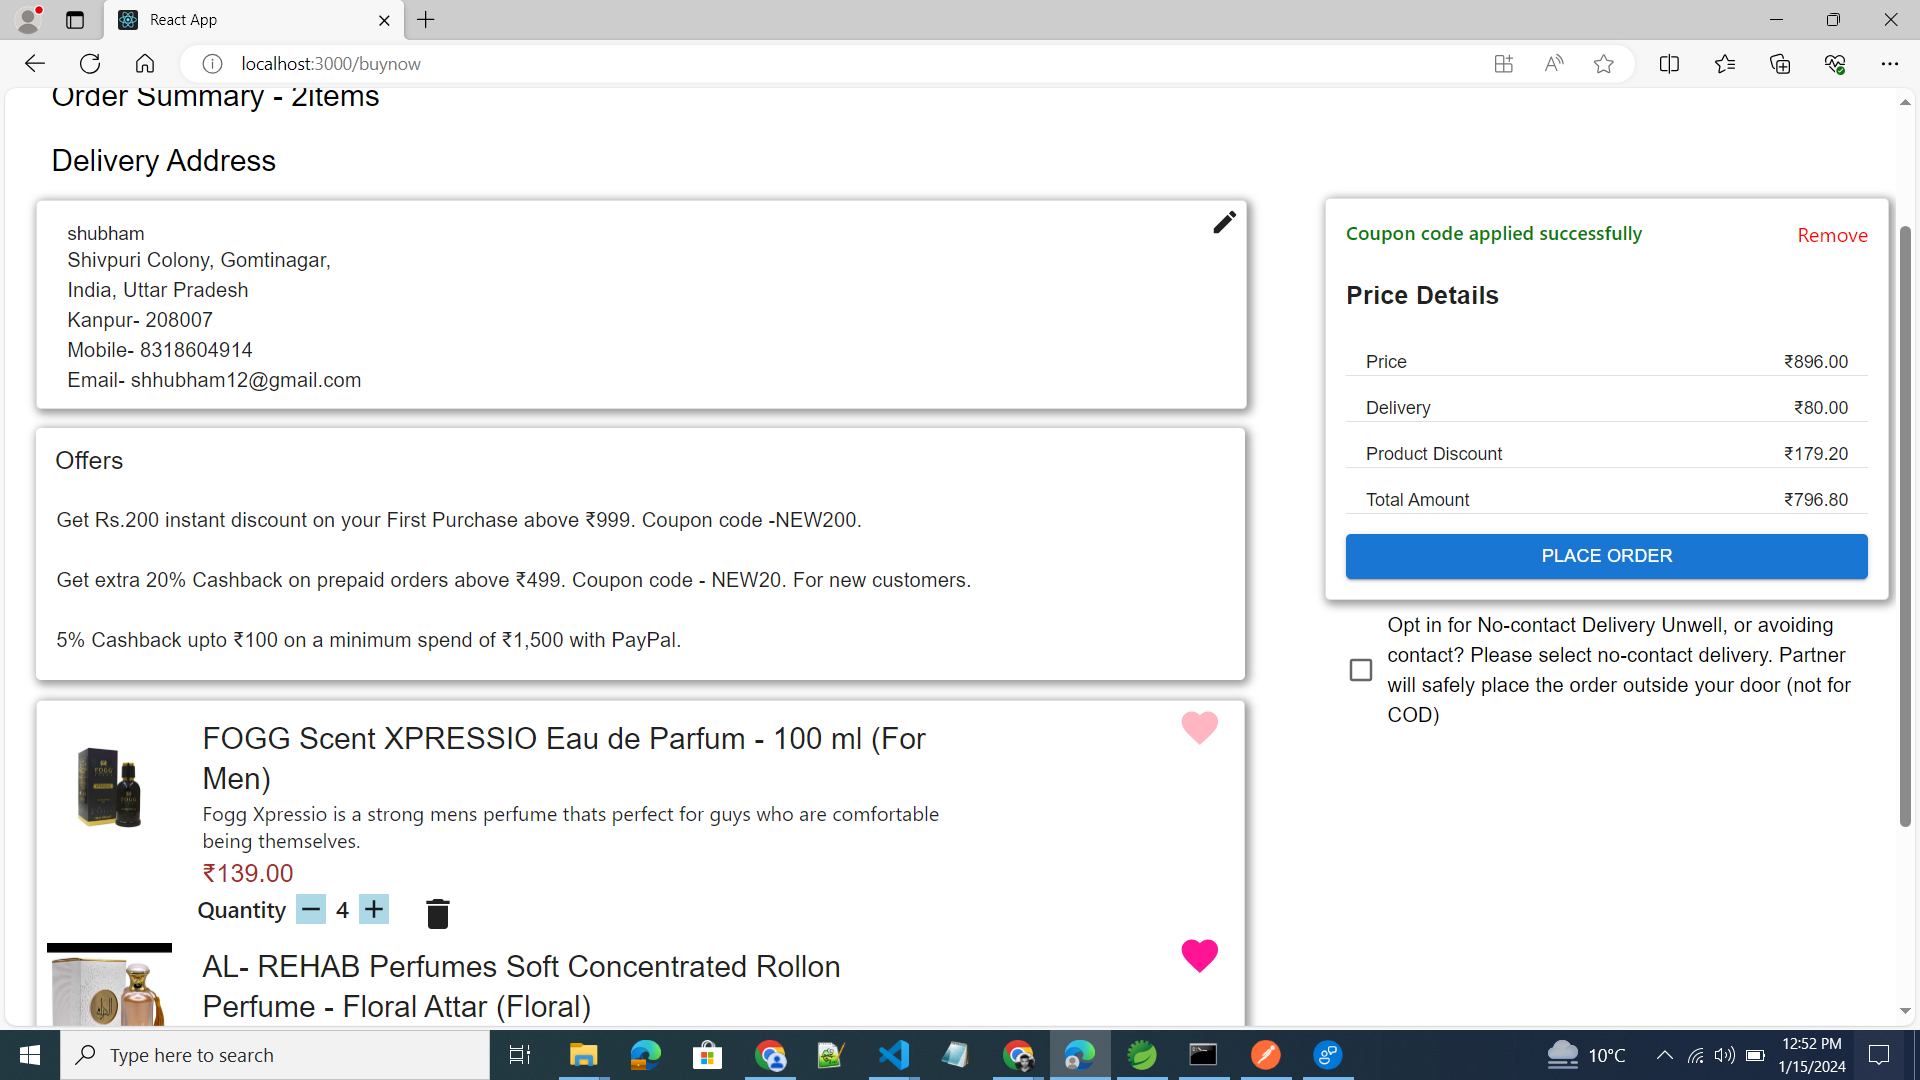 React App
localhost:3000/buynow
Order Summary - 2Items
Delivery Address
shubham
Shivpuri Colony, Gomtinagar,
India, Uttar Pradesh
Kanpur- 208007
Mobile- 8318604914
Email- shhubham12@gmail.com
Offers
Get Rs.200 instant discount on your First Purchase above ₹999. Coupon code -NEW200.
Get extra 20% Cashback on prepaid orders above ₹499. Coupon code - NEW20. For new customers.
5% Cashback upto ₹100 on a minimum spend of ₹1,500 with PayPal.
FOGG Scent XPRESSIO Eau de Parfum - 100 ml (For
Men)
Fogg Xpressio is a strong mens perfume thats perfect for guys who are comfortable
being themselves.
₹139.00
Quantity 4
AL- REHAB Perfumes Soft Concentrated Rollon
Perfume - Floral Attar (Floral)
Coupon code applied successfully Remove
Price Details
Price ₹896.00
Delivery ₹80.00
Product Discount ₹179.20
Total Amount ₹796.80
PLACE ORDER
Opt in for No-contact Delivery Unwell, or avoiding
contact? Please select no-contact delivery. Partner
will safely place the order outside your door (not for
COD)
Type here to search
10°C
12:52 PM
1/15/2024